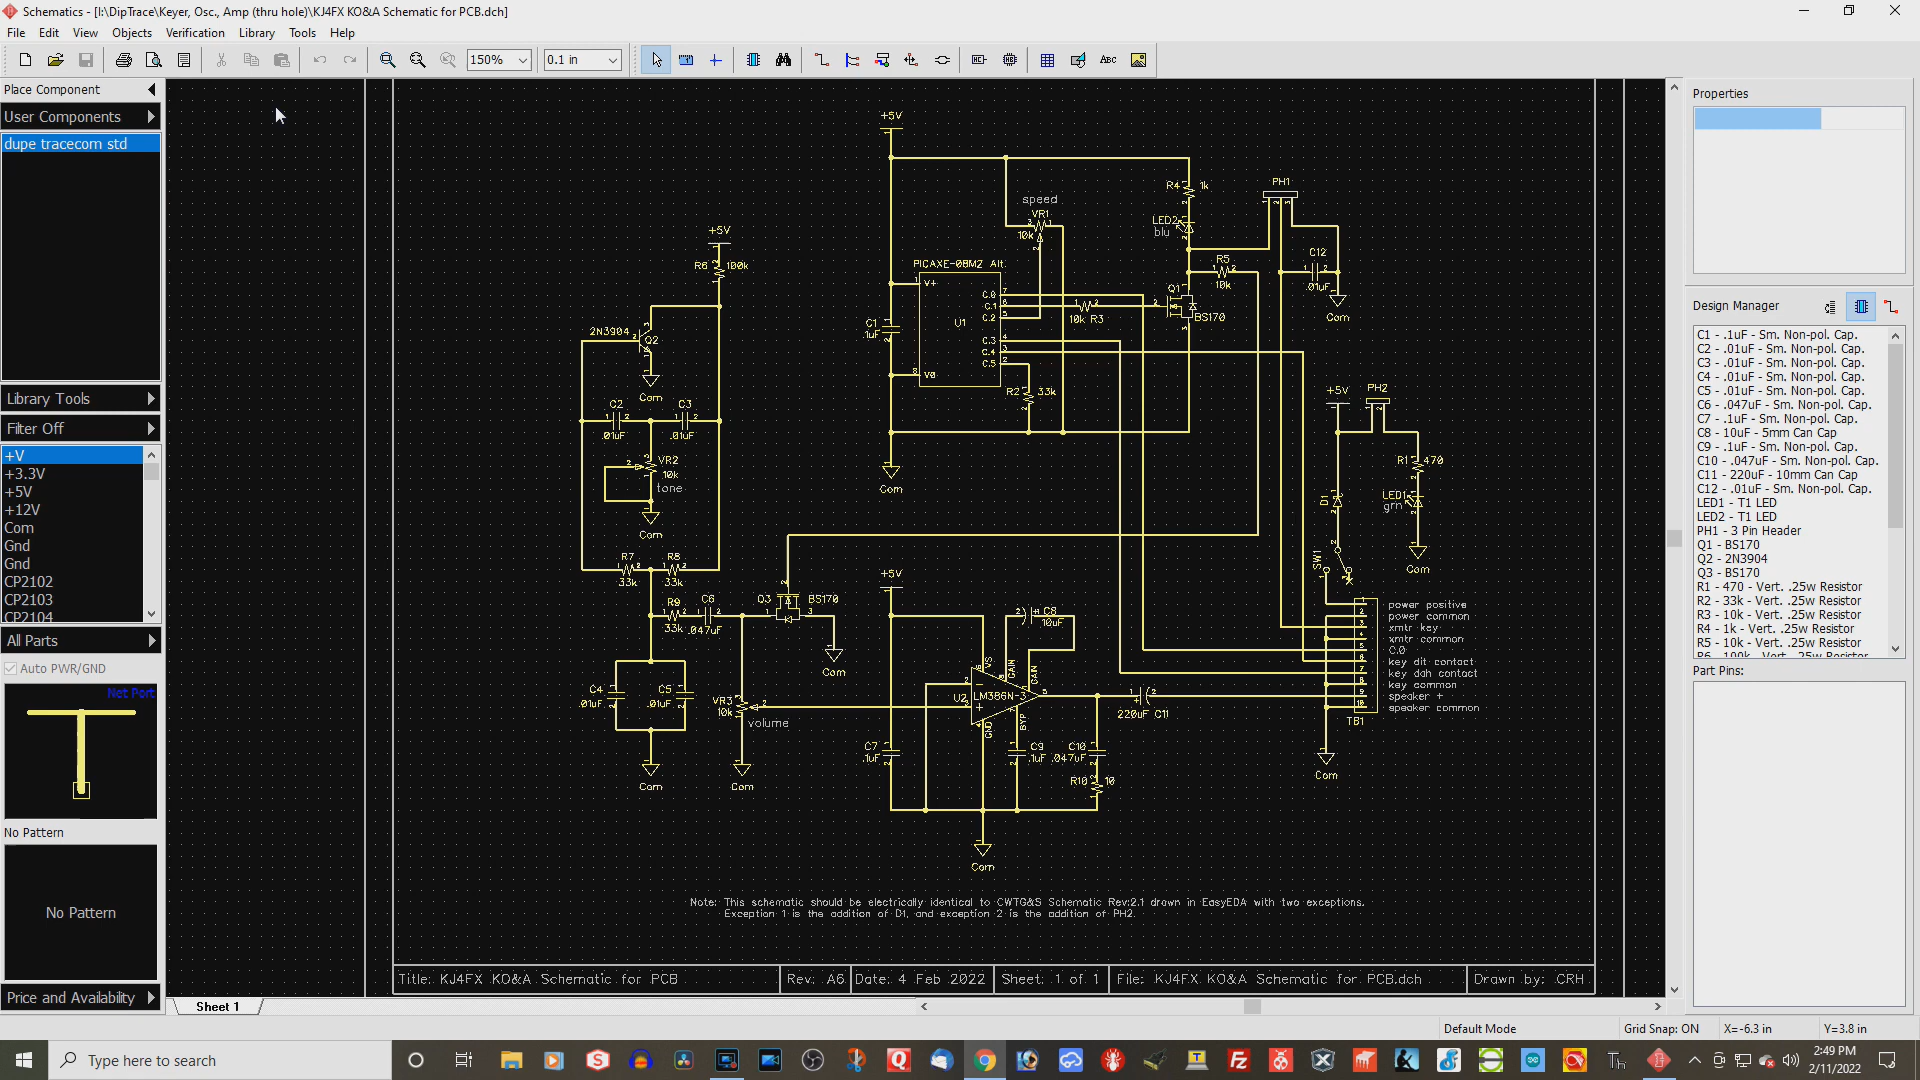 Schematics - [I:\DipTrace\Keyer, Osc., Amp (thru hole)\KJ4FX KO&A Schematic for PCB.dch]
File Edit View Objects Verification Library Tools Help
150% 0.1 in
Abc
Place Component
User Components
dupe tracecom std
Library Tools
Filter Off
+V
+3.3V
+5V
+12V
Com
Gnd
Gnd
CP2102
CP2103
CP2104
All Parts
Auto PWR/GND
Net Port
No Pattern
No Pattern
Price and Availability
Sheet 1
+5V
R6 100k
2N3904
Q2
Com
C2
.01uF
C3
.01uF
VR2
10k
tone
Com
R7
33k
R8
33k
R9
33k
C6
.047uF
Q3
BS170
Com
C4
.01uF
C5
.01uF
Com
VR3
10k
volume
Com
+5V
C1
.1uF
PICAXE-08M2 Alt.
V+
V0
U1
C.0
C.1
C.2
C.3
C.4
C.5
speed
VR1
10k
R4 1k
LED2
blu
PH1
C12
.01uF
Com
R5
10k
Q1
BS170
10k R3
R2 33k
Com
+5V
PH2
R1 470
D1
LED1
grn
Com
SW1
power positive
power common
xmtr key
xmtr common
C.0
key dit contact
key dah contact
key common
speaker +
speaker common
TB1
Com
+5V
C8
10uF
VS
GAIN
GAIN
U2 LM386N-3
GND
BYP
220uF C11
C7
.1uF
C9
.1uF
C10
.047uF
R10 10
Com
Note: This schematic should be electrically identical to CWTG&S Schematic Rev:2.1 drawn in EasyEDA with two exceptions.
Exception 1 is the addition of D1, and exception 2 is the addition of PH2.
Title: KJ4FX KO&A Schematic for PCB Rev: A6 Date: 4 Feb 2022 Sheet: 1 of 1 File: KJ4FX KO&A Schematic for PCB.dch Drawn by: CRH
Properties
Design Manager
C1 - .1uF - Sm. Non-pol. Cap.
C2 - .01uF - Sm. Non-pol. Cap.
C3 - .01uF - Sm. Non-pol. Cap.
C4 - .01uF - Sm. Non-pol. Cap.
C5 - .01uF - Sm. Non-pol. Cap.
C6 - .047uF - Sm. Non-pol. Cap.
C7 - .1uF - Sm. Non-pol. Cap.
C8 - 10uF - 5mm Can Cap
C9 - .1uF - Sm. Non-pol. Cap.
C10 - .047uF - Sm. Non-pol. Cap.
C11 - 220uF - 10mm Can Cap
C12 - .01uF - Sm. Non-pol. Cap.
LED1 - T1 LED
LED2 - T1 LED
PH1 - 3 Pin Header
Q1 - BS170
Q2 - 2N3904
Q3 - BS170
R1 - 470 - Vert. .25w Resistor
R2 - 33k - Vert. .25w Resistor
R3 - 10k - Vert. .25w Resistor
R4 - 1k - Vert. .25w Resistor
R5 - 10k - Vert. .25w Resistor
R6 - 100k - Vert. .25w Resistor
Part Pins:
Default Mode Grid Snap: ON X=-6.3 in Y=3.8 in
Type here to search
2:49 PM
2/11/2022